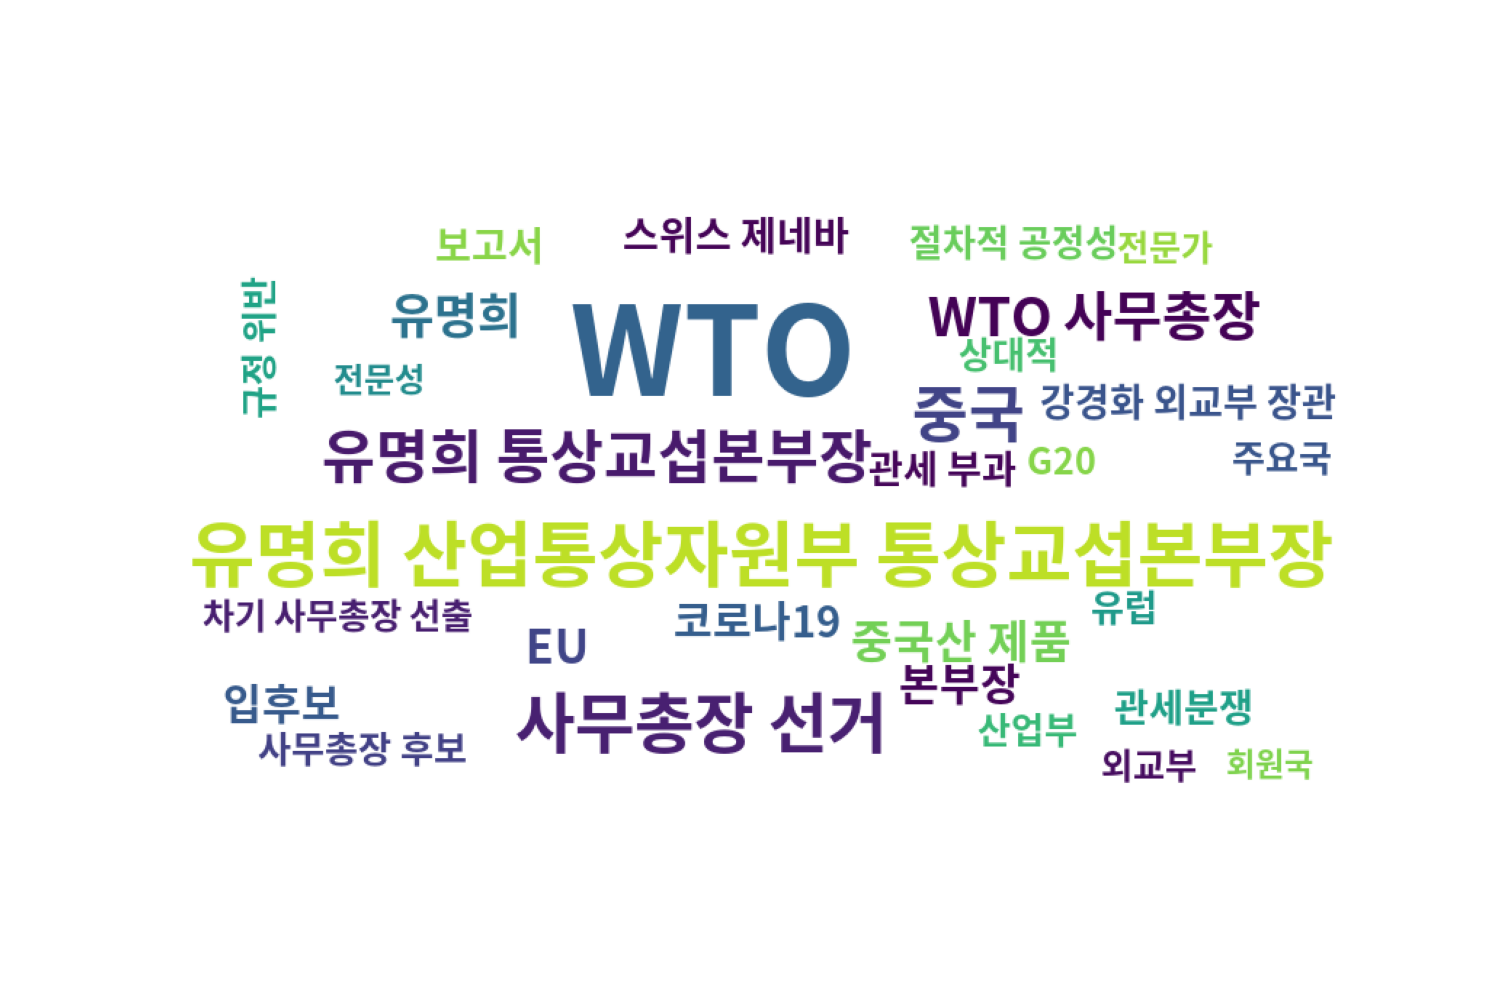 스위스 제네바
보고서
절차적 공정성
전문가
규정 위반
유명희
WTO
WTO 사무총장
상대적
전문성
중국
강경화 외교부 장관
유명희 통상교섭본부장
관세 부과
G20
주요국
유명희 산업통상자원부 통상교섭본부장
차기 사무총장 선출
코로나19
유럽
EU
중국산 제품
본부장
입후보
사무총장 선거
관세분쟁
산업부
사무총장 후보
외교부
회원국